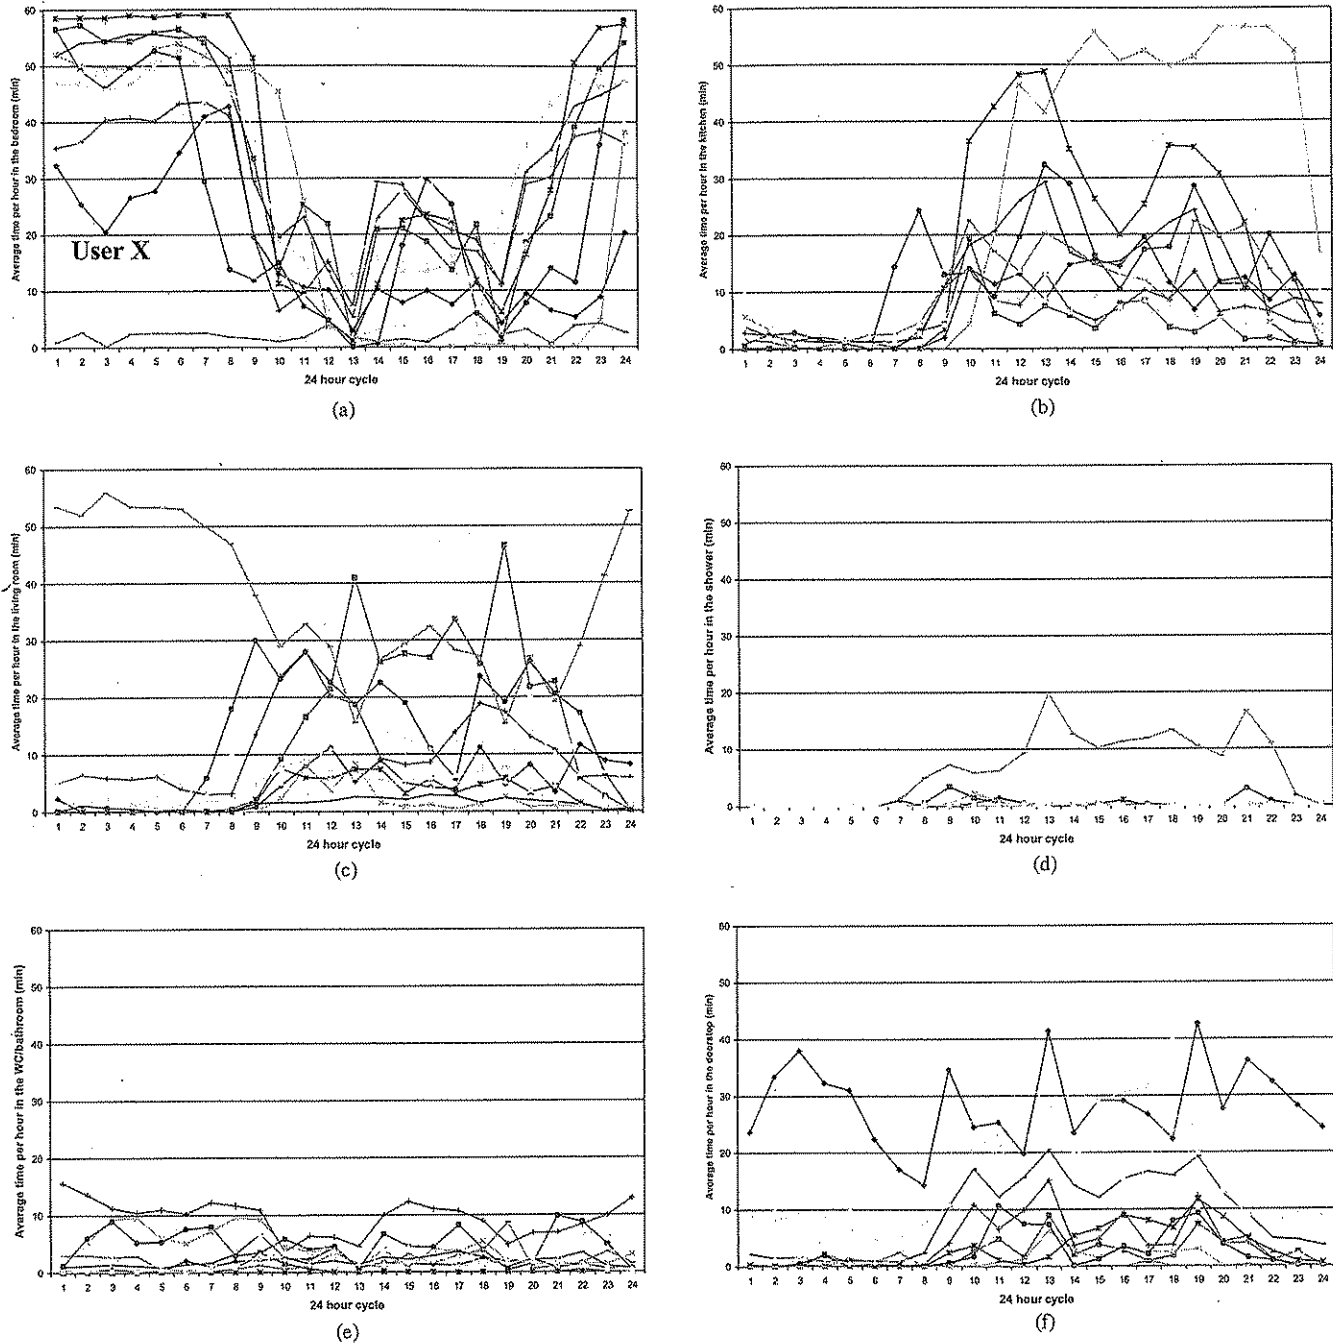 Average time per hour in the bedroom (min)
60
50
40
30
20
10
0
User X
1 2 3 4 5 6 7 8 9 10 11 12 13 14 15 16 17 18 19 20 21 22 23 24
24 hour cycle
(a)
Average time per hour in the kitchen (min)
60
50
40
30
20
10
0
1 2 3 4 5 6 7 8 9 10 11 12 13 14 15 16 17 18 19 20 21 22 23 24
24 hour cycle
(b)
Average time per hour in the living room (min)
60
50
40
30
20
10
0
1 2 3 4 5 6 7 8 9 10 11 12 13 14 15 16 17 18 19 20 21 22 23 24
24 hour cycle
(c)
Average time per hour in the shower (min)
60
50
40
30
20
10
0
1 2 3 4 5 6 7 8 9 10 11 12 13 14 15 16 17 18 19 20 21 22 23 24
24 hour cycle
(d)
Average time per hour in the WC/bathroom (min)
60
50
40
30
20
10
0
1 2 3 4 5 6 7 8 9 10 11 12 13 14 15 16 17 18 19 20 21 22 23 24
24 hour cycle
(e)
Average time per hour in the doorstop (min)
60
50
40
30
20
10
0
1 2 3 4 5 6 7 8 9 10 11 12 13 14 15 16 17 18 19 20 21 22 23 24
24 hour cycle
(f)